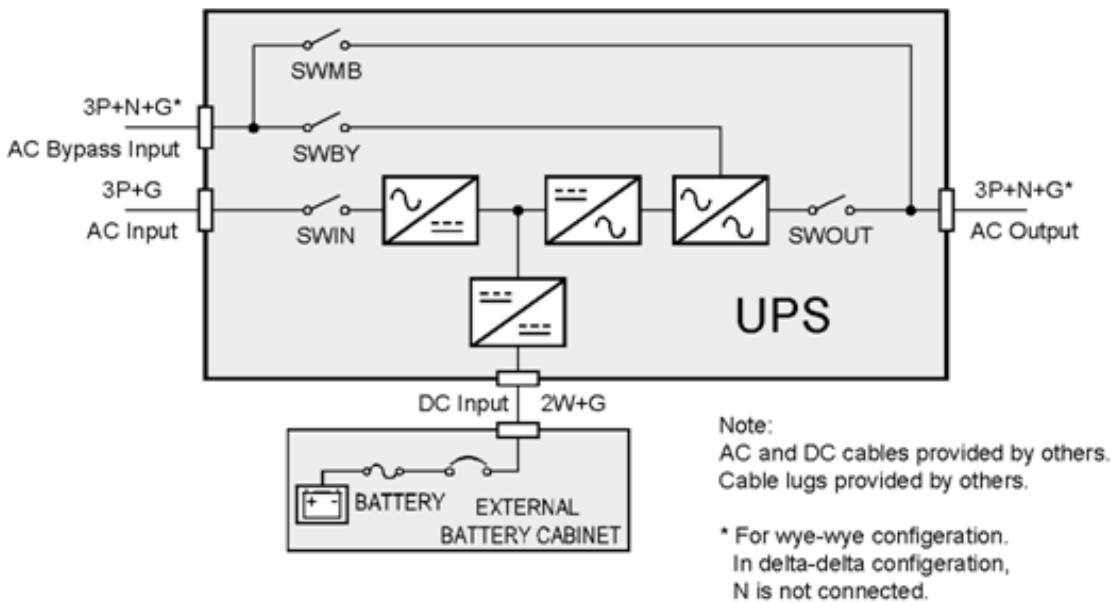 SWMB
3P+N+G*
AC Bypass Input
SWBY
3P+G
AC Input
SWIN
SWOUT
3P+N+G*
AC Output
UPS
DC Input
2W+G
+ -
BATTERY
EXTERNAL
BATTERY CABINET
Note:
AC and DC cables provided by others.
Cable lugs provided by others.
* For wye-wye configeration.
In delta-delta configeration,
N is not connected.